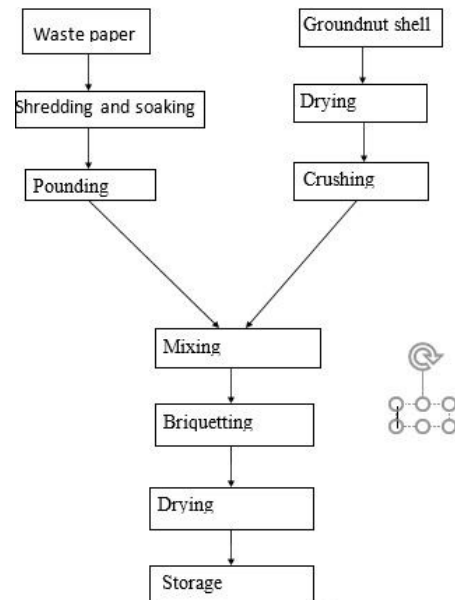 Waste paper
Groundnut shell
Shredding and soaking
Drying
Pounding
Crushing
Mixing
Briquetting
Drying
Storage